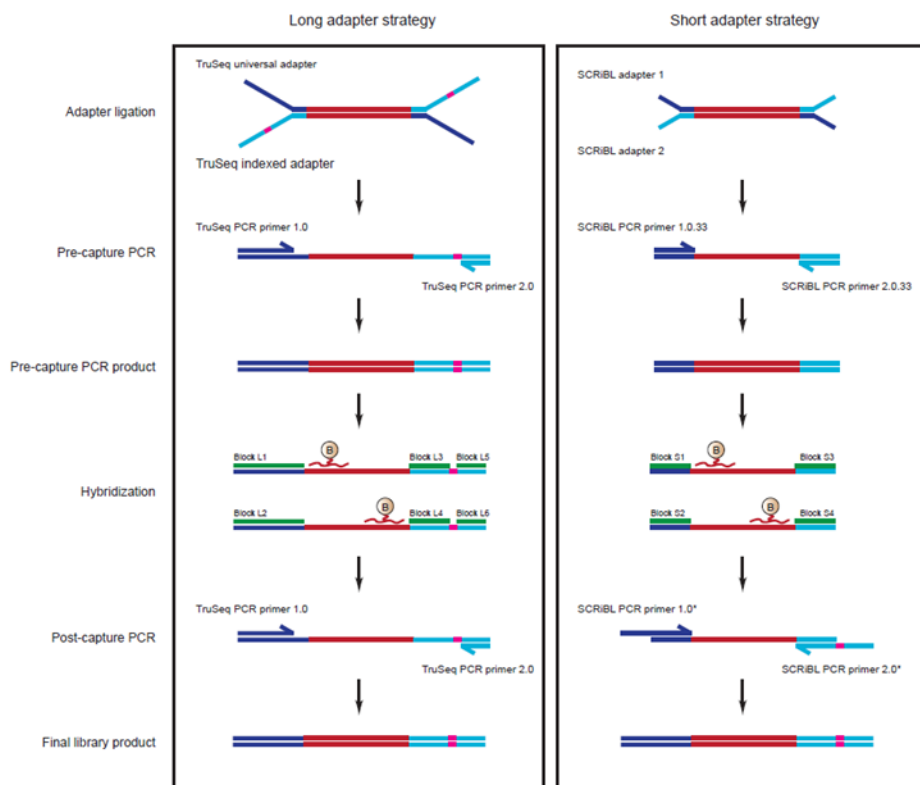 Long adapter strategy
Short adapter strategy
Adapter ligation
TruSeq universal adapter
TruSeq indexed adapter
SCRiBL adapter 1
SCRiBL adapter 2
Pre-capture PCR
TruSeq PCR primer 1.0
TruSeq PCR primer 2.0
SCRiBL PCR primer 1.0.33
SCRiBL PCR primer 2.0.33
Pre-capture PCR product
Hybridization
Block L1
B
Block L3
Block L5
Block L2
B
Block L4
Block L6
Block S1
B
Block S3
Block S2
B
Block S4
Post-capture PCR
TruSeq PCR primer 1.0
TruSeq PCR primer 2.0
SCRiBL PCR primer 1.0*
SCRiBL PCR primer 2.0*
Final library product